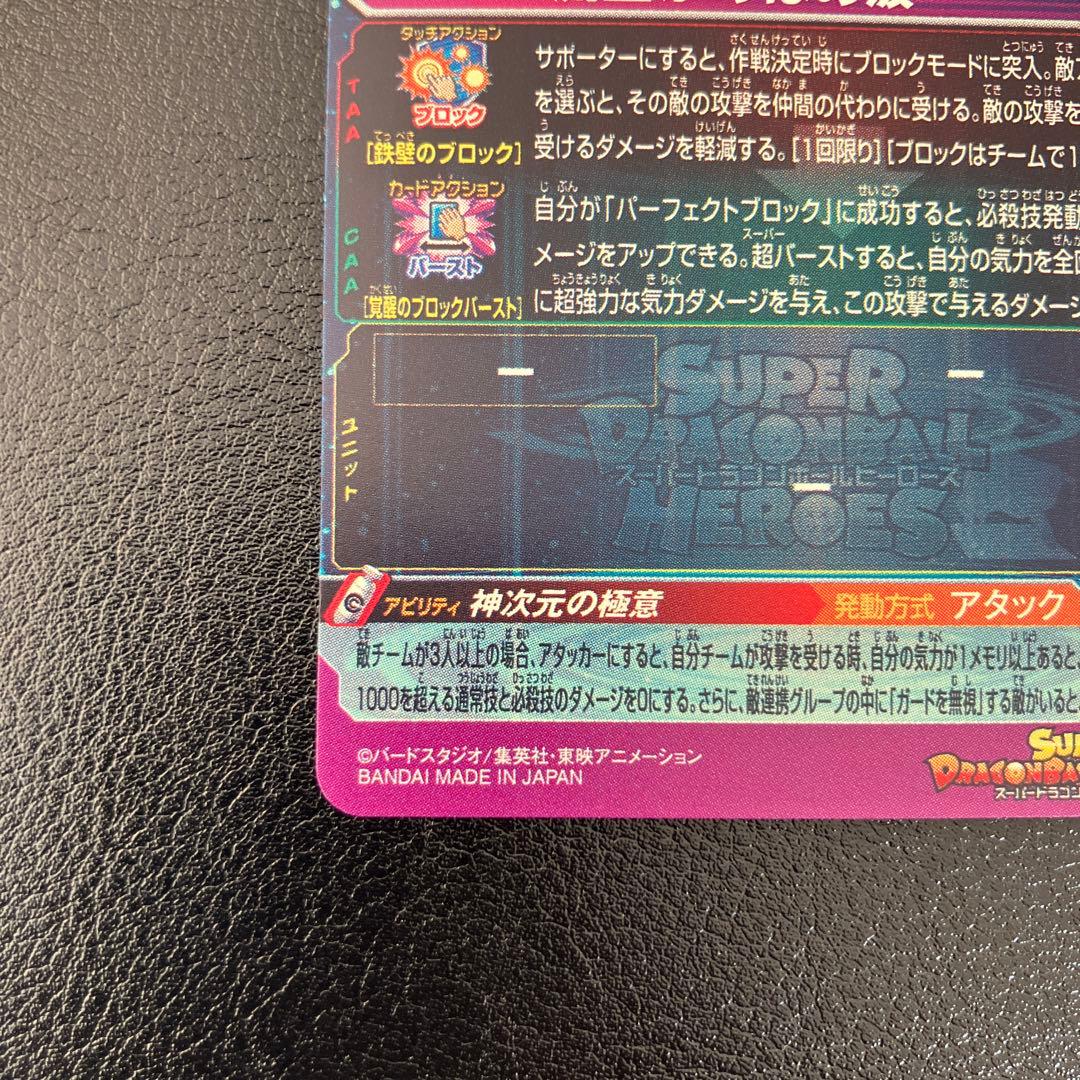 タッチアクション
ブロック
TAA
[鉄壁のブロック]
サポーターにすると、作戦決定時にブロックモードに突入。敵
を選ぶと、その敵の攻撃を仲間の代わりに受ける。敵の攻撃を
受けるダメージを軽減する。[1回限り][ブロックはチームで1
カードアクション
バースト
CAA
[覚醒のブロックバースト]
自分が「パーフェクトブロック」に成功すると、必殺技発動
メージをアップできる。超バーストすると、自分の気力を全
に超強力な気力ダメージを与え、この攻撃で与えるダメージ
ユニット
ー
ー
ー
SUPER
DRAGONBALL
スーパードラゴンボールヒーローズ
HEROES
アビリティ 神次元の極意 発動方式 アタック
敵チームが3人以上の場合、アタッカーにすると、自分チームが攻撃を受ける時、自分の気力が1メモリ以上あると、
1000を超える通常技と必殺技のダメージを0にする。さらに、敵連携グループの中に「ガードを無視」する敵がいると、
©バードスタジオ/集英社・東映アニメーション
BANDAI MADE IN JAPAN
SU
DRAGONBA
スーパードラゴン